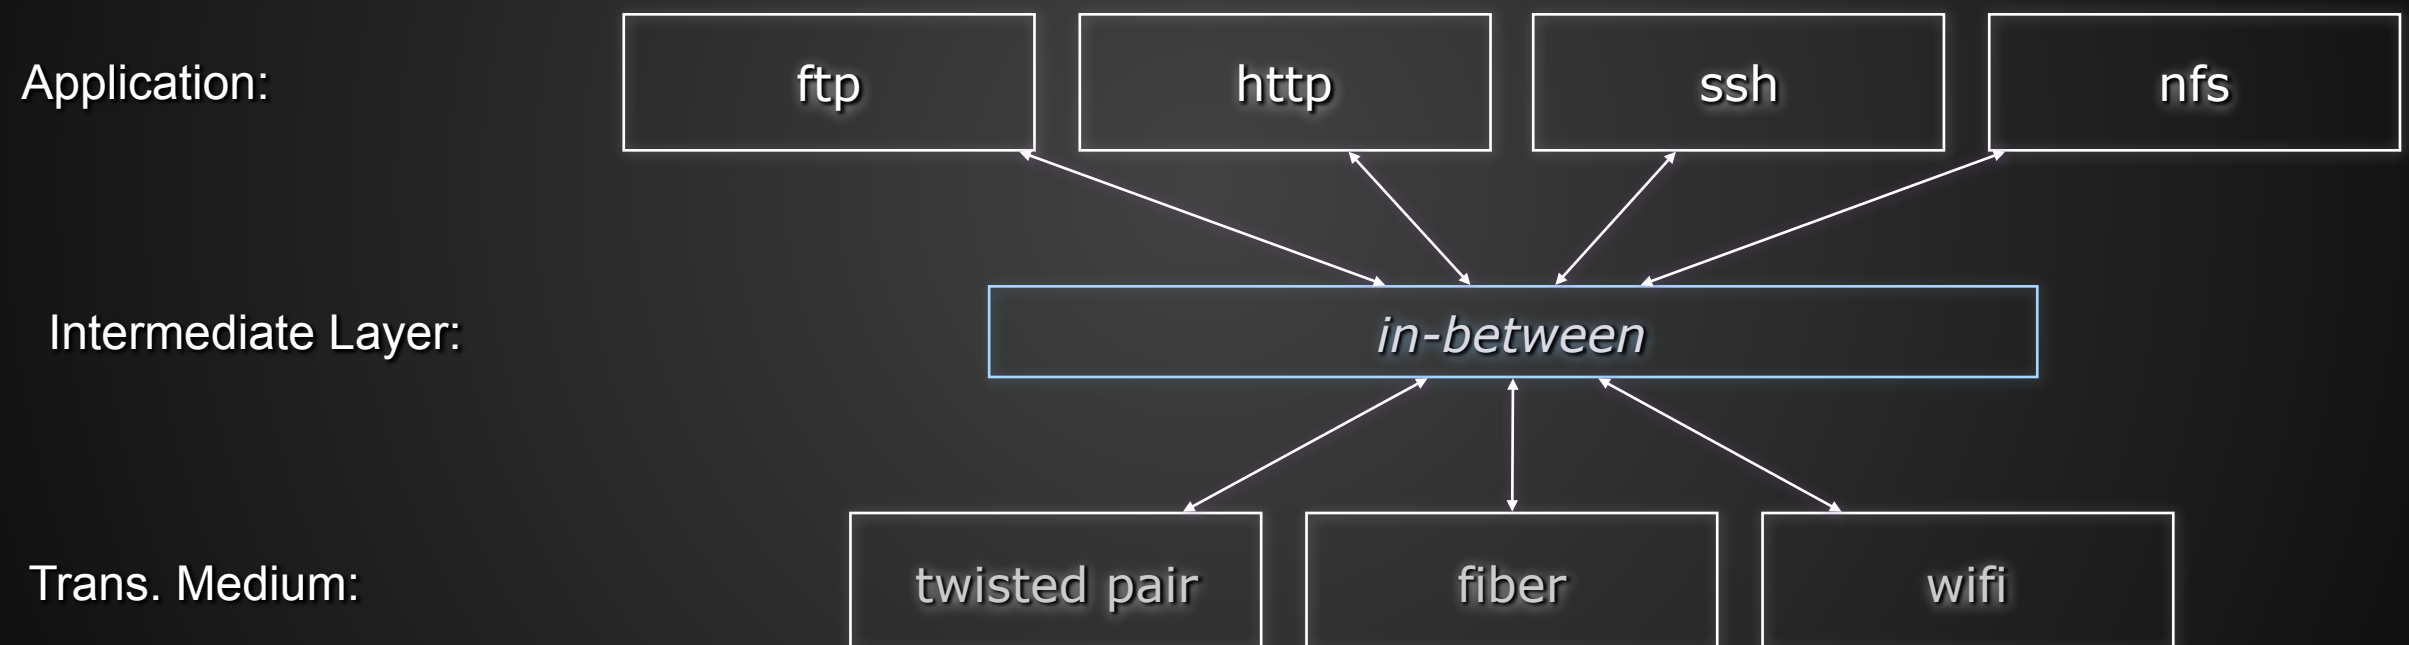 Application:
ftp
http
ssh
nfs
Intermediate Layer:
in-between
Trans. Medium:
twisted pair
fiber
wifi